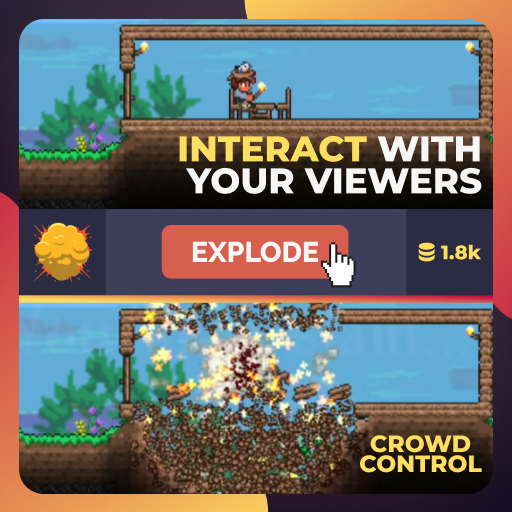 INTERACT WITH
YOUR VIEWERS
EXPLODE
1.8k
CROWD
CONTROL